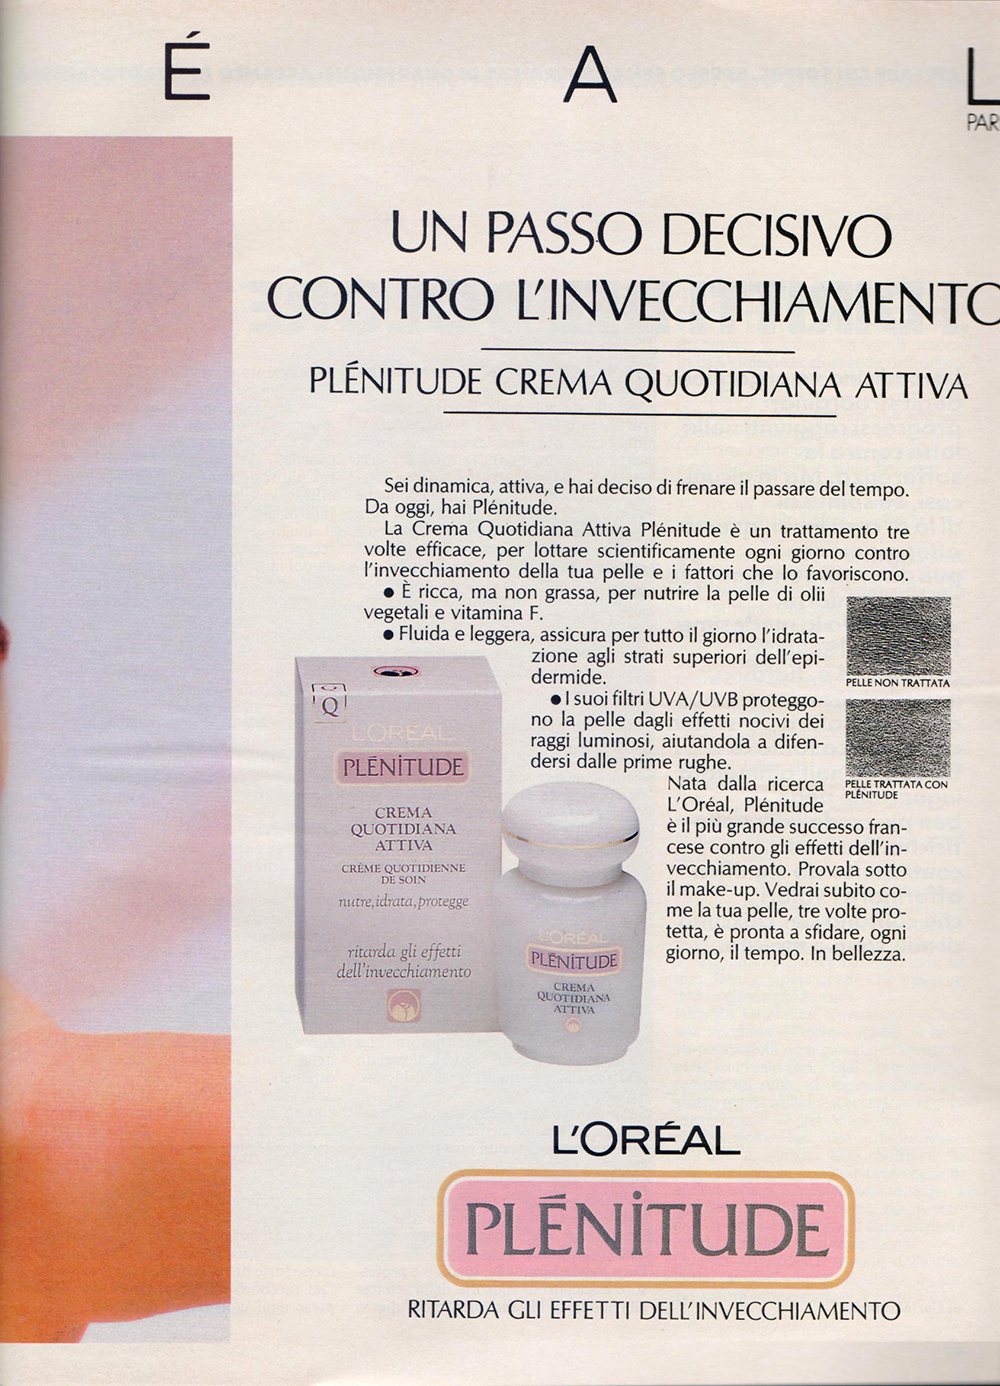 É A L
PAR
UN PASSO DECISIVO
CONTRO L'INVECCHIAMENTO
PLÉNITUDE CREMA QUOTIDIANA ATTIVA
Sei dinamica, attiva, e hai deciso di frenare il passare del tempo.
Da oggi, hai Plénitude.
La Crema Quotidiana Attiva Plénitude è un trattamento tre
volte efficace, per lottare scientificamente ogni giorno contro
l'invecchiamento della tua pelle e i fattori che lo favoriscono.
● È ricca, ma non grassa, per nutrire la pelle di olii
vegetali e vitamina F.
● Fluida e leggera, assicura per tutto il giorno l'idrata-
zione agli strati superiori dell'epi-
dermide.
● I suoi filtri UVA/UVB proteggo-
no la pelle dagli effetti nocivi dei
raggi luminosi, aiutandola a difen-
dersi dalle prime rughe.
Nata dalla ricerca
L'Oréal, Plénitude
è il più grande successo fran-
cese contro gli effetti dell'in-
vecchiamento. Provala sotto
il make-up. Vedrai subito co-
me la tua pelle, tre volte pro-
tetta, è pronta a sfidare, ogni
giorno, il tempo. In bellezza.
PELLE NON TRATTATA
PELLE TRATTATA CON
PLÉNITUDE
Q
L'ORÉAL
PLÉNITUDE
CREMA
QUOTIDIANA
ATTIVA
CRÈME QUOTIDIENNE
DE SOIN
nutre, idrata, protegge
ritarda gli effetti
dell'invecchiamento
L'ORÉAL
PLÉNITUDE
CREMA
QUOTIDIANA
ATTIVA
L'ORÉAL
PLÉNITUDE
RITARDA GLI EFFETTI DELL'INVECCHIAMENTO